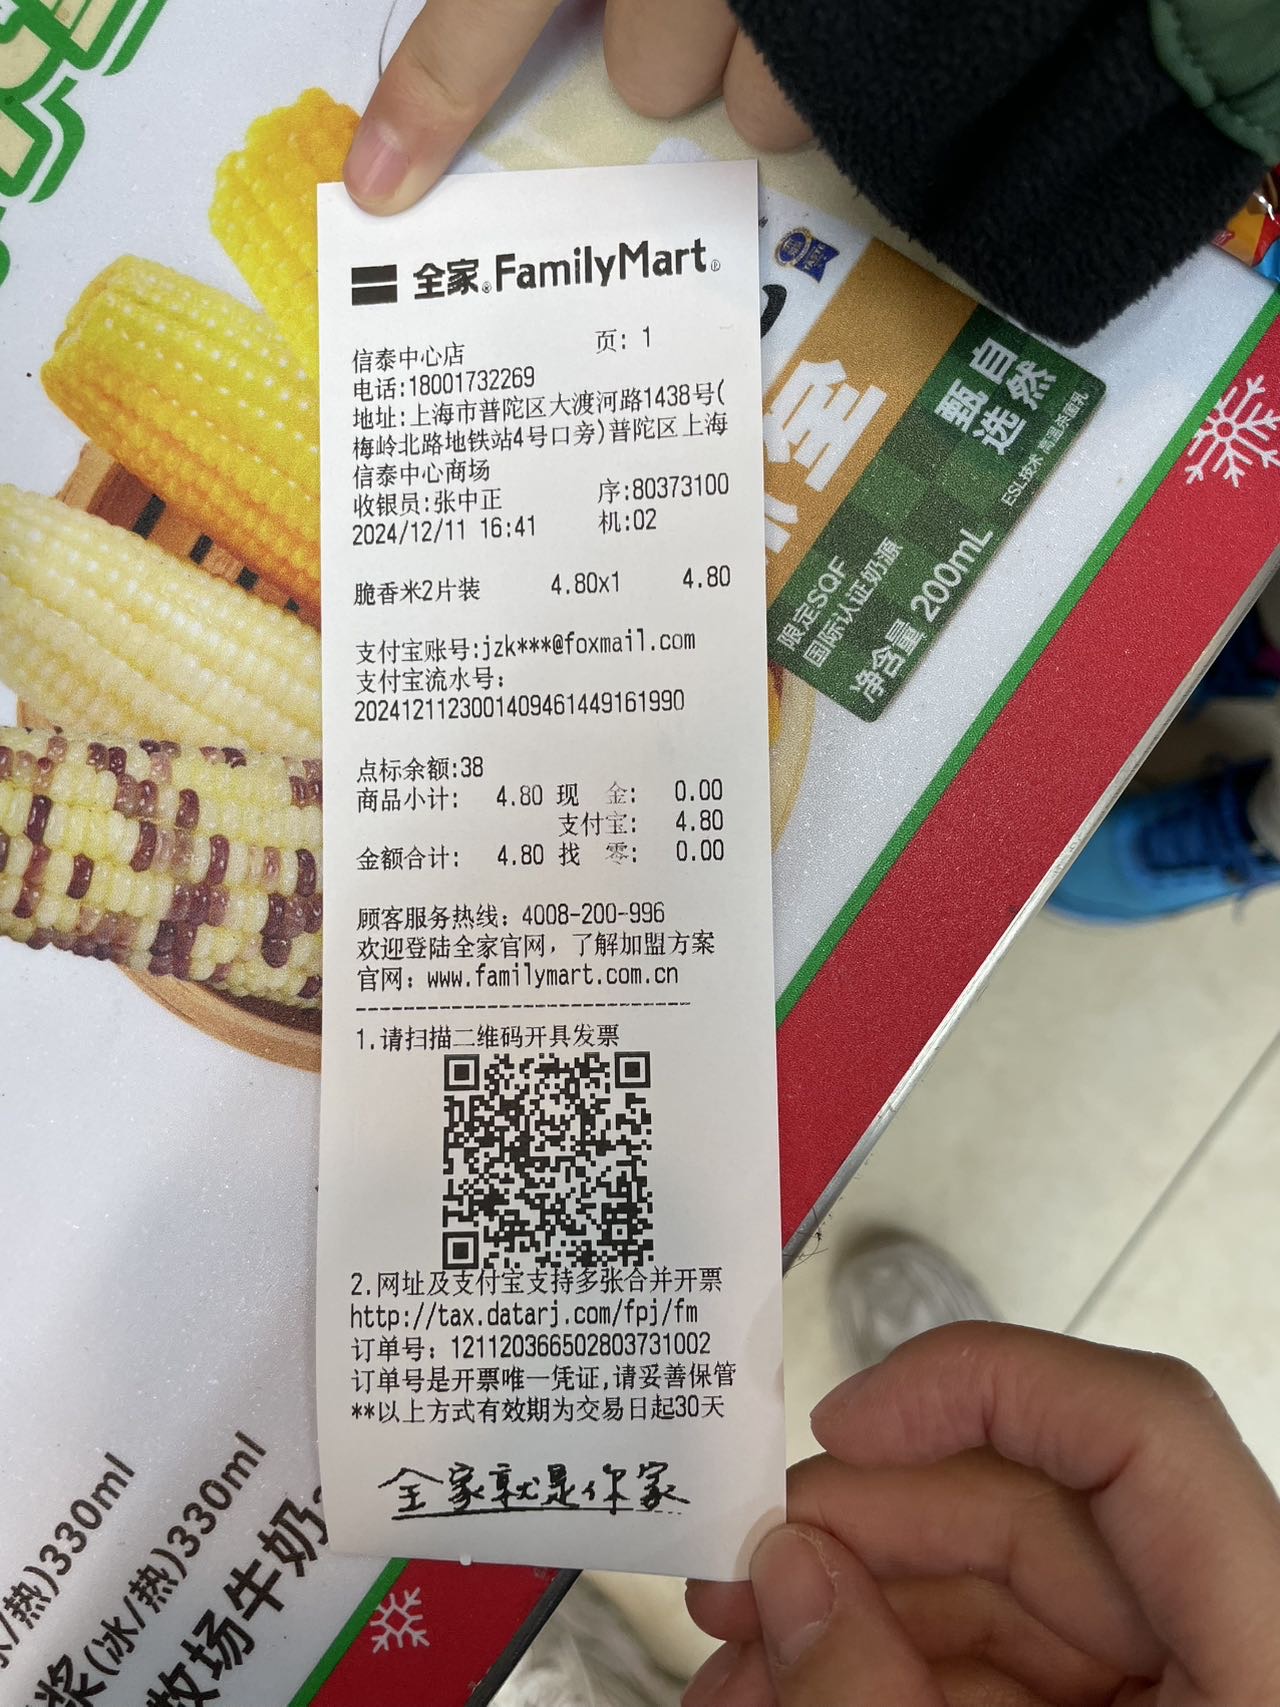 全家 FamilyMart
页: 1
信泰中心店
电话:18001732269
地址:上海市普陀区大渡河路1438号(
梅岭北路地铁站4号口旁)普陀区上海
信泰中心商场
收银员:张中正 序:80373100
2024/12/11 16:41 机:02
脆香米2片装 4.80x1 4.80
支付宝账号:jzk***@foxmail.com
支付宝流水号:
2024121123001409461449161990
点标余额:38
商品小计: 4.80 现 金: 0.00
支付宝: 4.80
金额合计: 4.80 找 零: 0.00
顾客服务热线: 4008-200-996
欢迎登陆全家官网, 了解加盟方案
官网: www.familymart.com.cn
1.请扫描二维码开具发票
2.网址及支付宝支持多张合并开票
http://tax.datarj.com/fpj/fm
订单号: 121120366502803731002
订单号是开票唯一凭证,请妥善保管
**以上方式有效期为交易日起30天
全家就是你家
甄选
自然
限定SQF
国际认证奶源
净含量 200mL
ESL技术 高温杀菌乳
/热)330ml
浆(冰/热)330ml
牧场牛奶